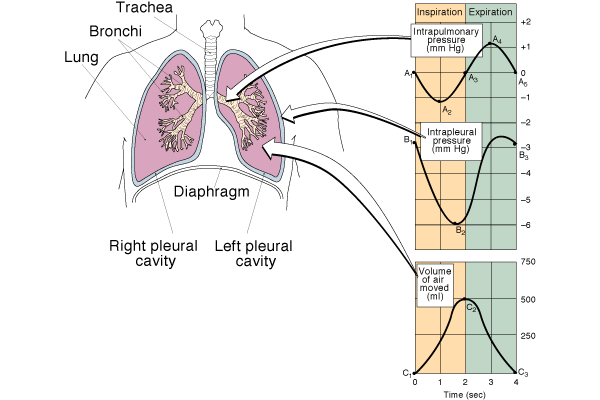 Trachea
Bronchi
Lung
Diaphragm
Right pleural
cavity
Left pleural
cavity
Inspiration Expiration
Intrapulmonary
pressure
(mm Hg)
A1
A2
A3
A4
A5
+2
+1
0
−1
−2
−3
−4
−5
−6
Intrapleural
pressure
(mm Hg)
B1
B2
B3
Volume
of air
moved
(ml)
C1
C2
C3
750
500
250
0 1 2 3 4
Time (sec)